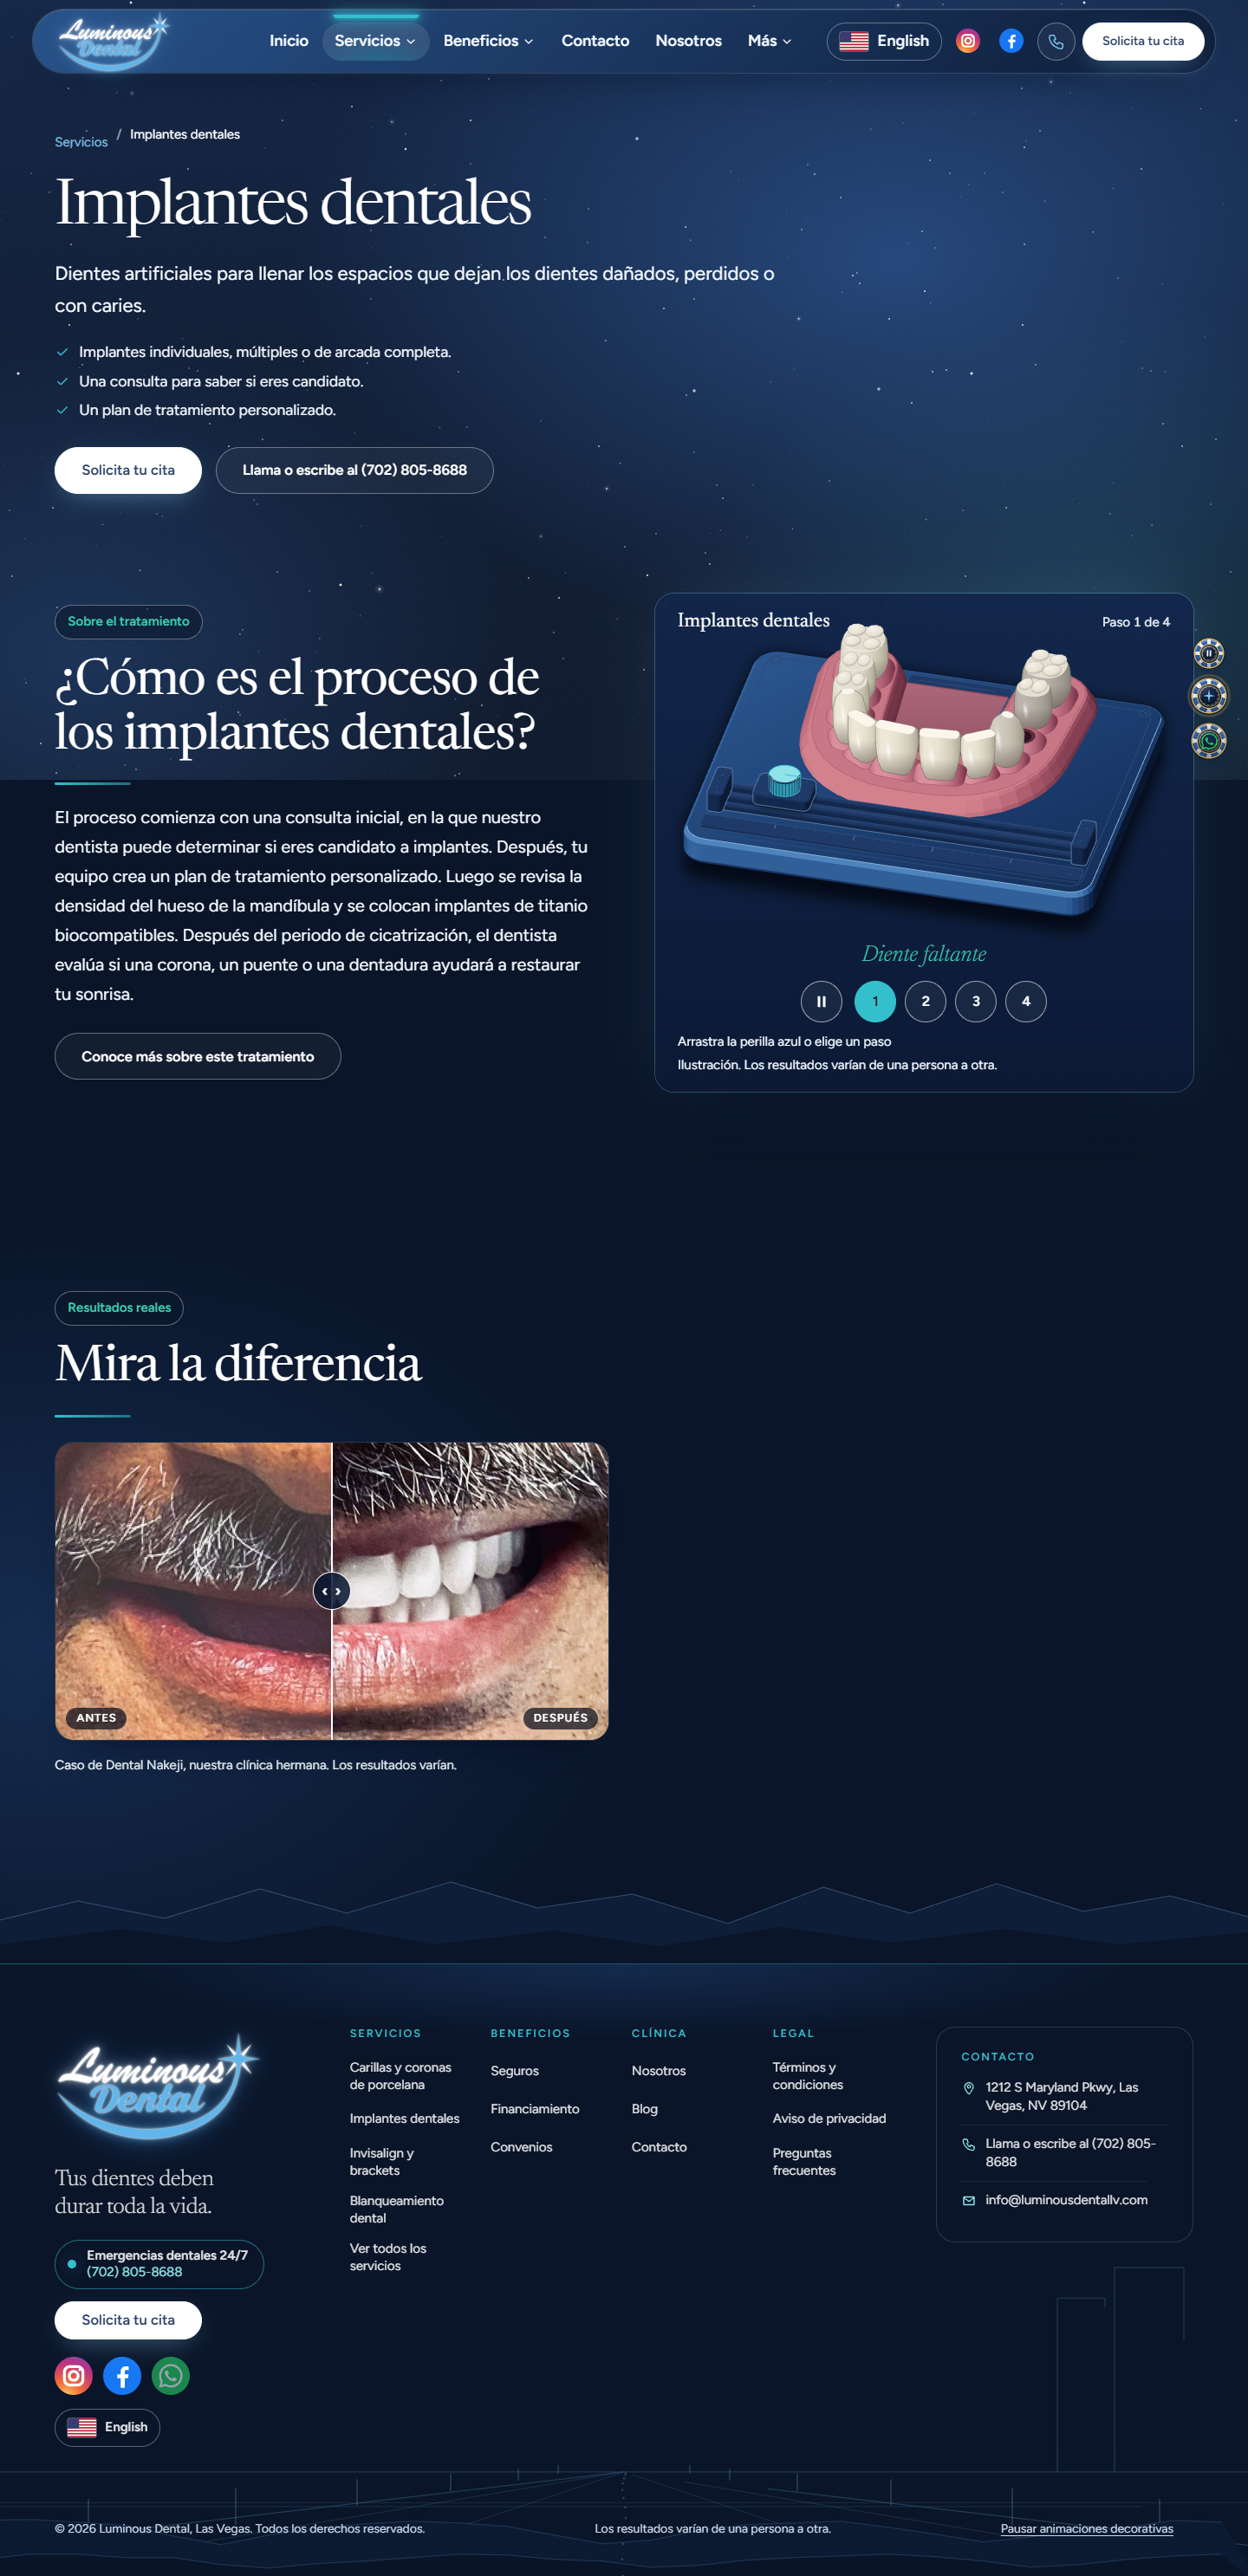 Luminous
Dental
Inicio
Servicios
Beneficios
Contacto
Nosotros
Más
English
Solicita tu cita
Servicios / Implantes dentales
Implantes dentales
Dientes artificiales para llenar los espacios que dejan los dientes dañados, perdidos o
con caries.
Implantes individuales, múltiples o de arcada completa.
Una consulta para saber si eres candidato.
Un plan de tratamiento personalizado.
Solicita tu cita
Llama o escribe al (702) 805-8688
Sobre el tratamiento
¿Cómo es el proceso de
los implantes dentales?
El proceso comienza con una consulta inicial, en la que nuestro
dentista puede determinar si eres candidato a implantes. Después, tu
equipo crea un plan de tratamiento personalizado. Luego se revisa la
densidad del hueso de la mandíbula y se colocan implantes de titanio
biocompatibles. Después del periodo de cicatrización, el dentista
evalúa si una corona, un puente o una dentadura ayudará a restaurar
tu sonrisa.
Conoce más sobre este tratamiento
Implantes dentales
Paso 1 de 4
Diente faltante
1
2
3
4
Arrastra la perilla azul o elige un paso
Ilustración. Los resultados varían de una persona a otra.
Resultados reales
Mira la diferencia
ANTES
DESPUÉS
Caso de Dental Nakeji, nuestra clínica hermana. Los resultados varían.
Luminous
Dental
Tus dientes deben
durar toda la vida.
Emergencias dentales 24/7
(702) 805-8688
Solicita tu cita
English
SERVICIOS
Carillas y coronas
de porcelana
Implantes dentales
Invisalign y
brackets
Blanqueamiento
dental
Ver todos los
servicios
BENEFICIOS
Seguros
Financiamiento
Convenios
CLÍNICA
Nosotros
Blog
Contacto
LEGAL
Términos y
condiciones
Aviso de privacidad
Preguntas
frecuentes
CONTACTO
1212 S Maryland Pkwy, Las
Vegas, NV 89104
Llama o escribe al (702) 805-
8688
info@luminousdentallv.com
© 2026 Luminous Dental, Las Vegas. Todos los derechos reservados.
Los resultados varían de una persona a otra.
Pausar animaciones decorativas